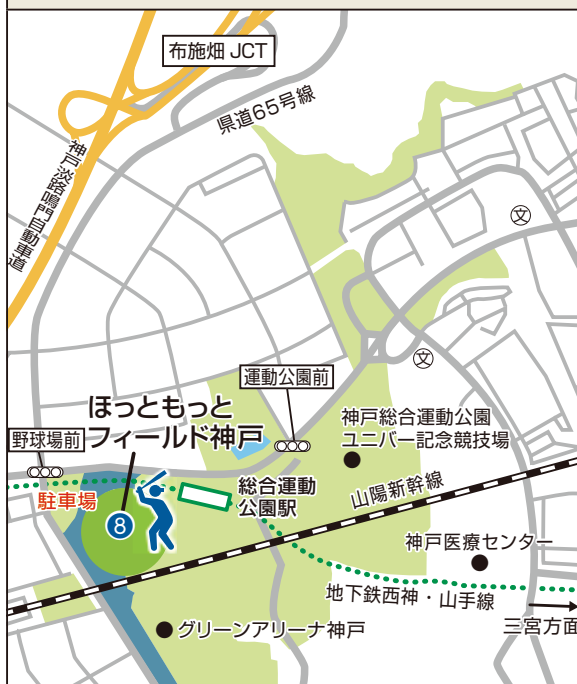 布施畑 JCT
県道65号線
神戸淡路鳴門自動車道
文
文
運動公園前
ほっともっと
フィールド神戸
野球場前
神戸総合運動公園
ユニバー記念競技場
駐車場
8
総合運動
公園駅
山陽新幹線
神戸医療センター
地下鉄西神・山手線
三宮方面
グリーンアリーナ神戸